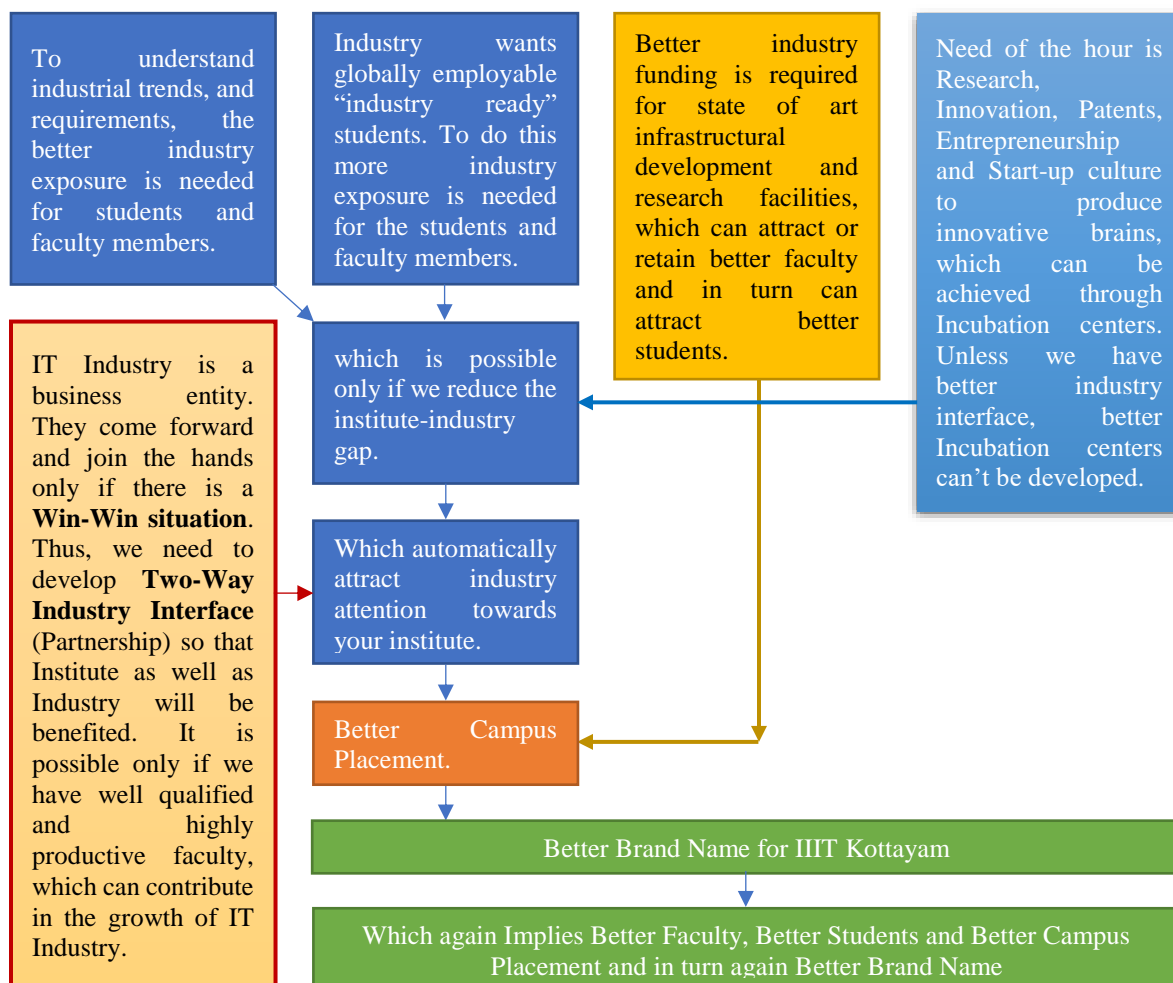 To understand
industrial trends, and
requirements, the
better industry
exposure is needed
for students and
faculty members.
Industry wants
globally employable
“industry ready”
students. To do this
more industry
exposure is needed
for the students and
faculty members.
Better industry
funding is required
for state of art
infrastructural
development and
research facilities,
which can attract or
retain better faculty
and in turn can
attract better
students.
Need of the hour is
Research,
Innovation, Patents,
Entrepreneurship
and Start-up culture
to produce
innovative brains,
which can be
achieved through
Incubation centers.
Unless we have
better industry
interface, better
Incubation centers
can’t be developed.
IT Industry is a
business entity.
They come forward
and join the hands
only if there is a
Win-Win situation.
Thus, we need to
develop Two-Way
Industry Interface
(Partnership) so that
Institute as well as
Industry will be
benefited. It is
possible only if we
have well qualified
and highly
productive faculty,
which can contribute
in the growth of IT
Industry.
which is possible
only if we reduce the
institute-industry
gap.
Which automatically
attract industry
attention towards
your institute.
Better Campus
Placement.
Better Brand Name for IIIT Kottayam
Which again Implies Better Faculty, Better Students and Better Campus
Placement and in turn again Better Brand Name